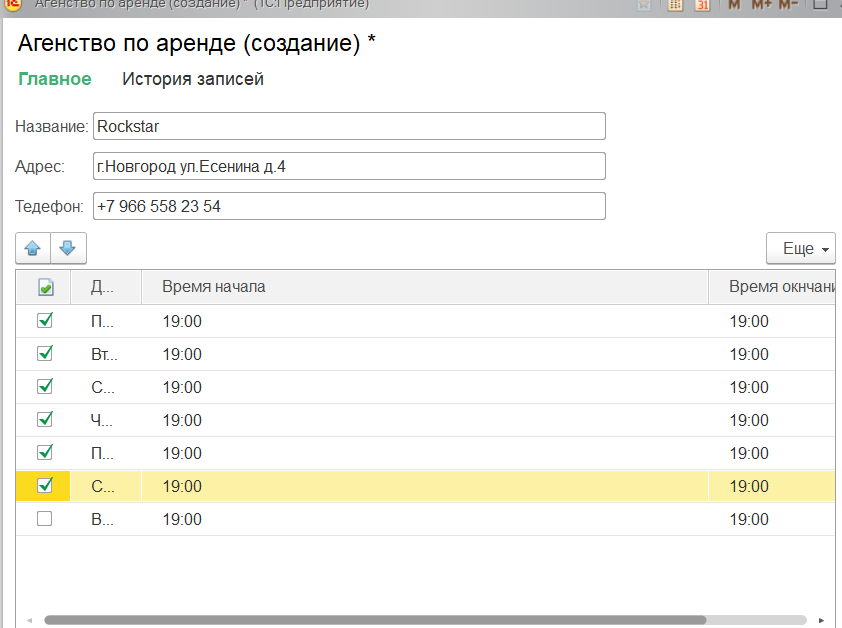 Агенство по аренде (создание) * (1С:Предприятие)
31 M M+ M-
Агенство по аренде (создание) *
Главное История записей
Название: Rockstar
Адрес: г.Новгород ул.Есенина д.4
Тедефон: +7 966 558 23 54
Еще
Д... Время начала Время окнчани
П... 19:00 19:00
Вт... 19:00 19:00
С... 19:00 19:00
Ч... 19:00 19:00
П... 19:00 19:00
С... 19:00 19:00
В... 19:00 19:00